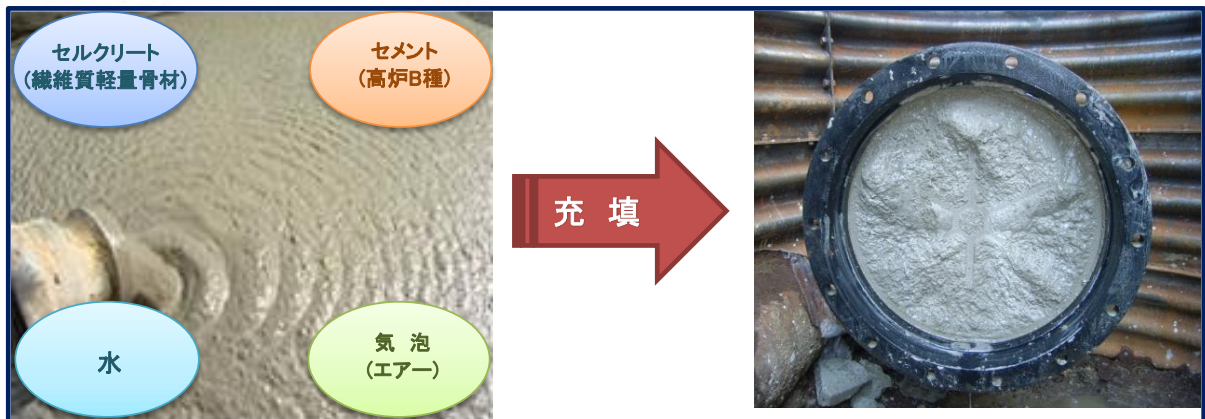 セルクリート
(繊維質軽量骨材)
セメント
(高炉B種)
水
気 泡
(エアー)
充 填